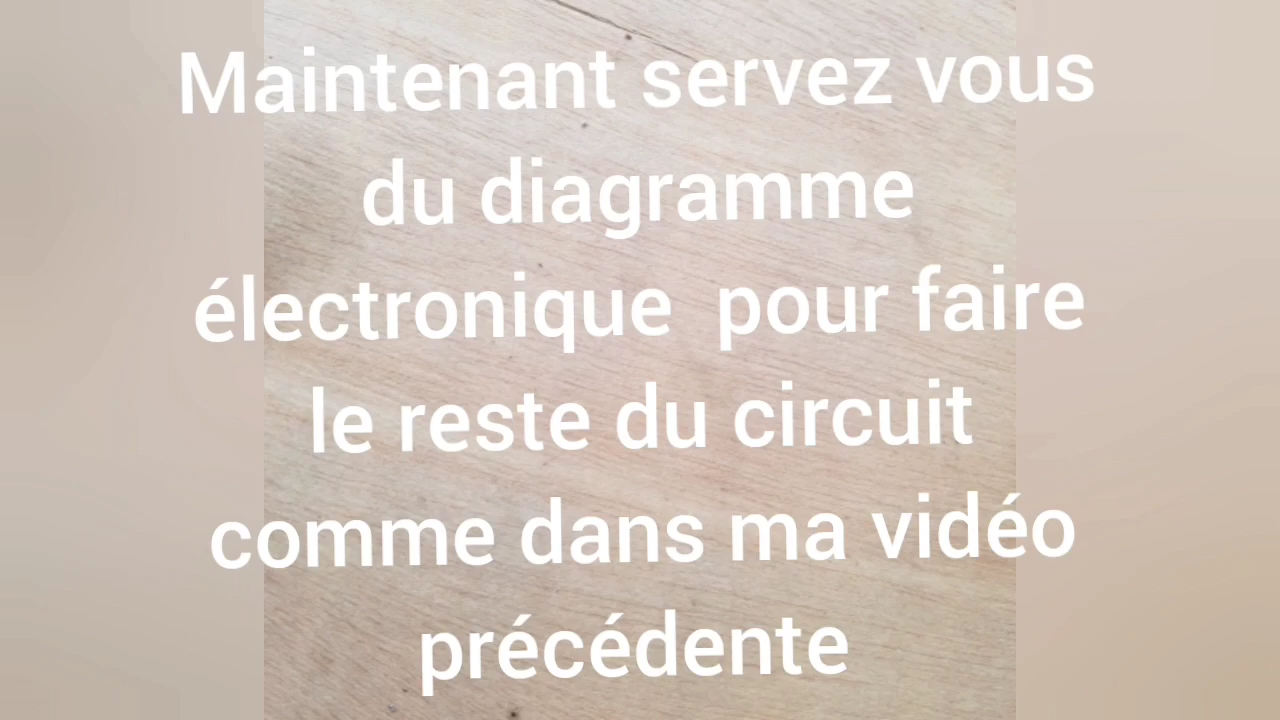 Maintenant servez vous
du diagramme
électronique  pour faire
le reste du circuit
comme dans ma vidéo
précédente